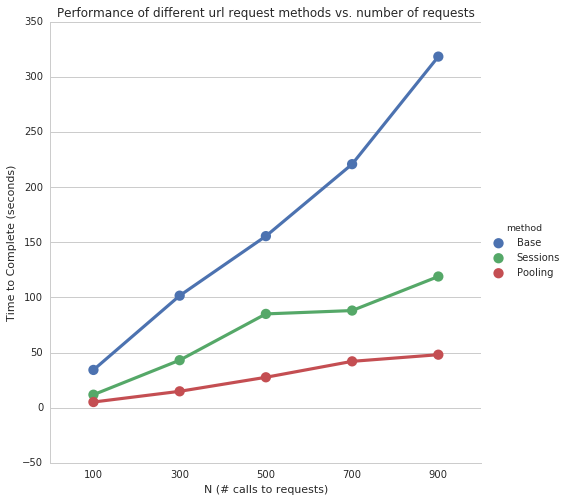 Performance of different url request methods vs. number of requests
Time to Complete (seconds)
350
300
250
200
150
100
50
0
−50
100 300 500 700 900
N (# calls to requests)
method
Base
Sessions
Pooling